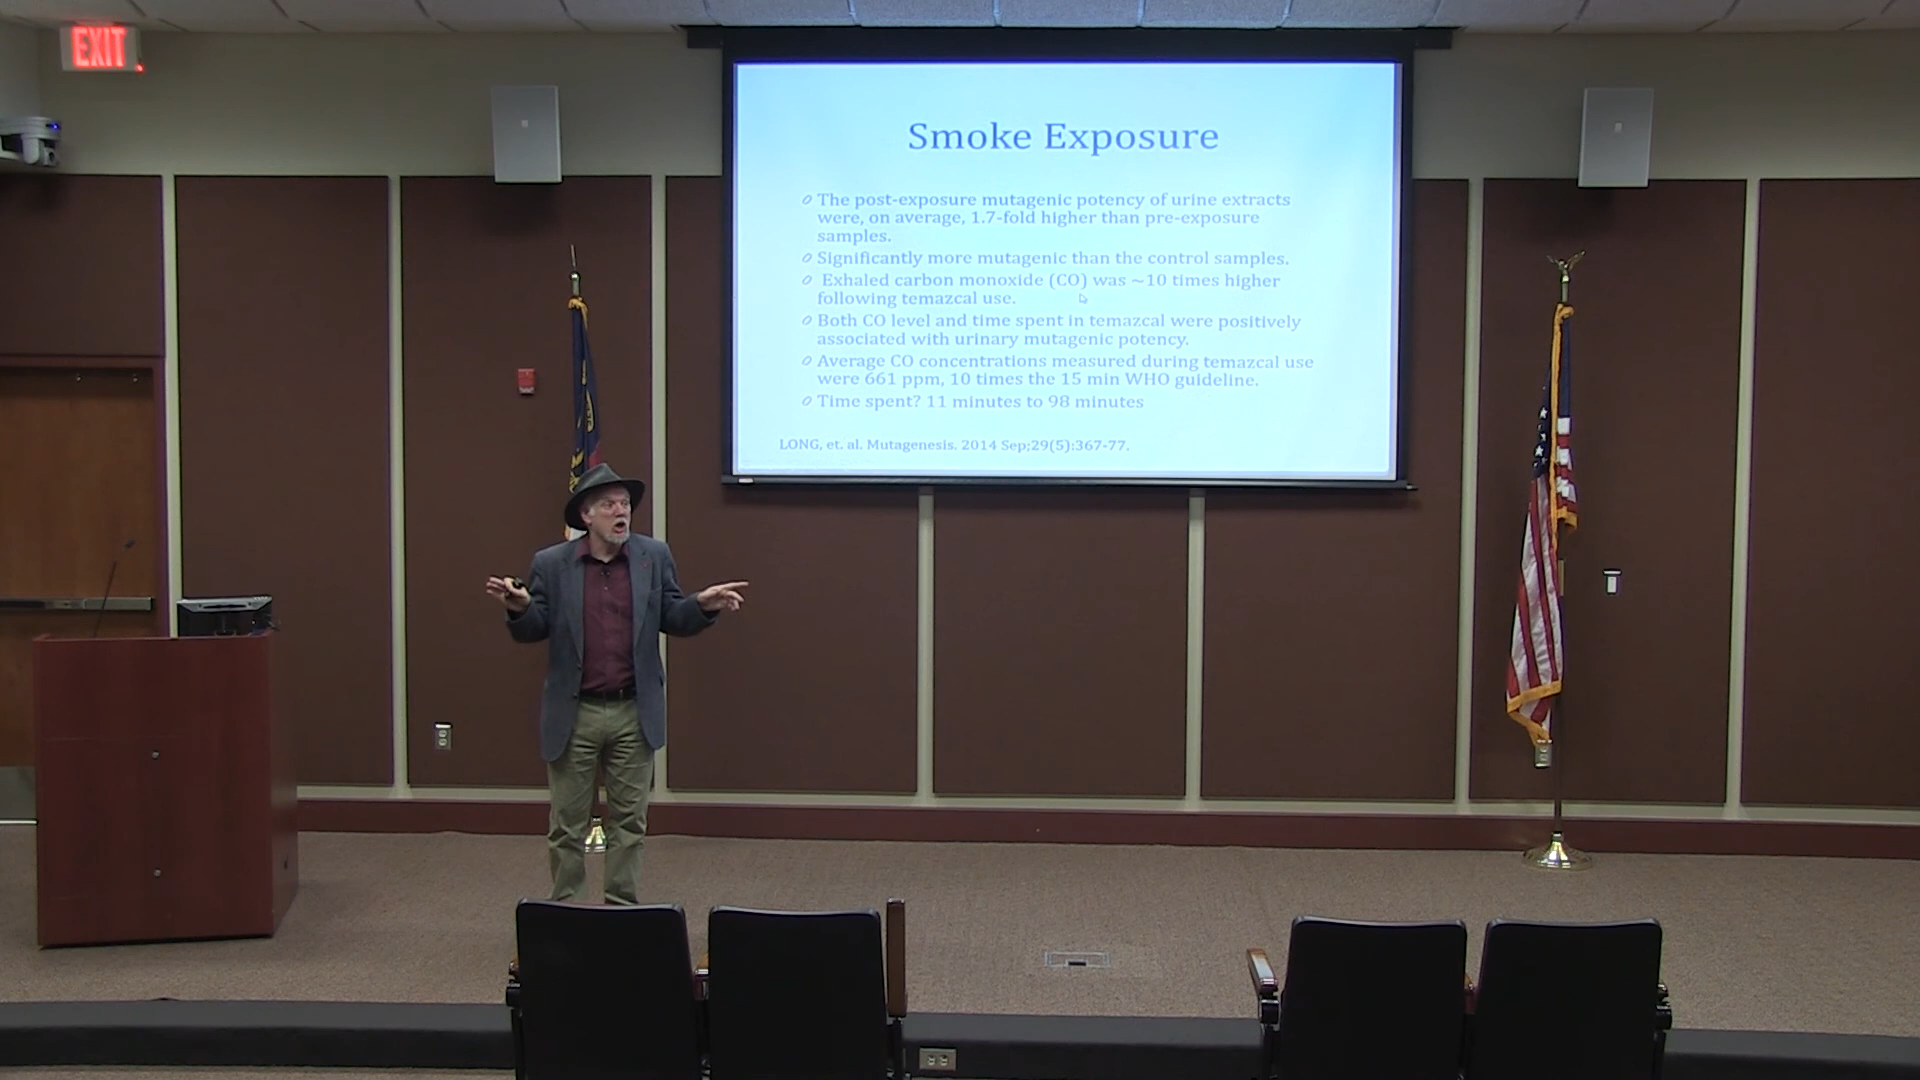 EXIT
Smoke Exposure
The post-exposure mutagenic potency of urine extracts
were, on average, 1.7-fold higher than pre-exposure
samples.
Significantly more mutagenic than the control samples.
Exhaled carbon monoxide (CO) was ~10 times higher
following temazcal use.
Both CO level and time spent in temazcal were positively
associated with urinary mutagenic potency.
Average CO concentrations measured during temazcal use
were 661 ppm, 10 times the 15 min WHO guideline.
Time spent? 11 minutes to 98 minutes
LONG, et. al. Mutagenesis. 2014 Sep;29(5):367-77.